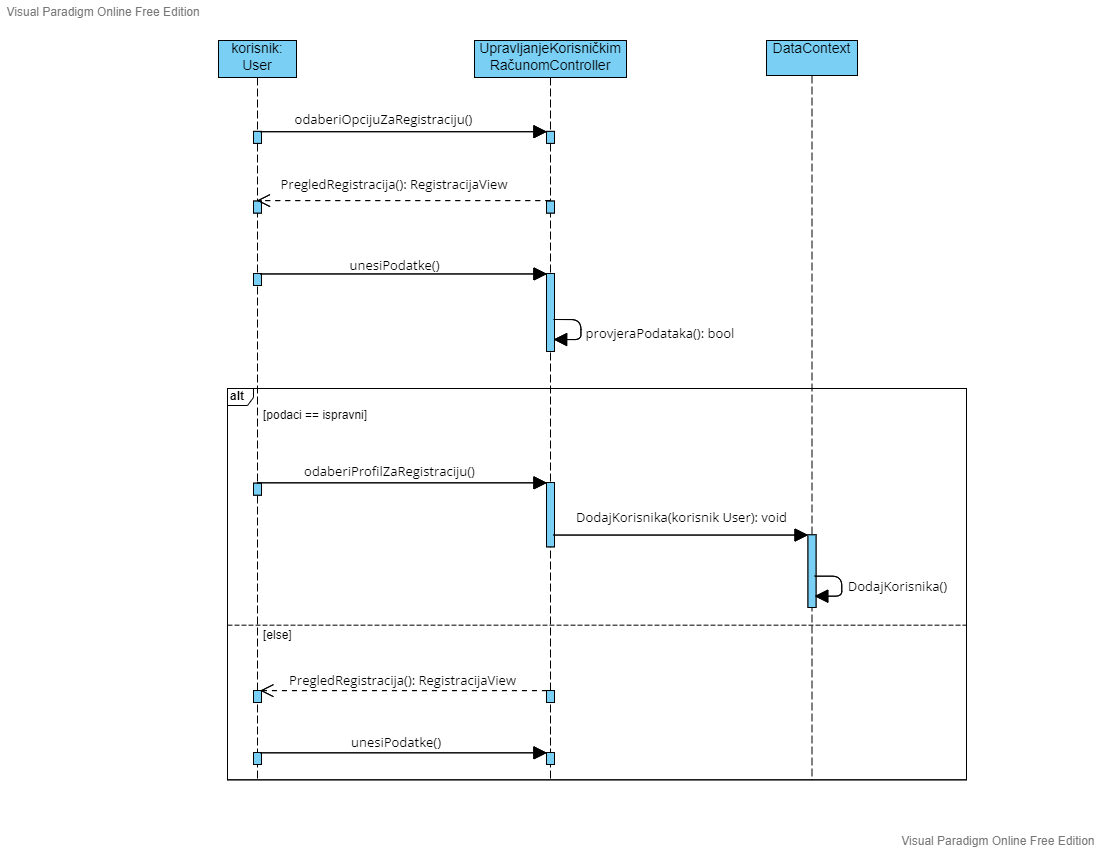 Visual Paradigm Online Free Edition
korisnik:
User
UpravljanjeKorisničkim
RačunomController
DataContext
odaberiOpcijuZaRegistraciju()
PregledRegistracija(): RegistracijaView
unesiPodatke()
provjeraPodataka(): bool
alt
[podaci == ispravni]
odaberiProfilZaRegistraciju()
DodajKorisnika(korisnik User): void
DodajKorisnika()
[else]
PregledRegistracija(): RegistracijaView
unesiPodatke()
Visual Paradigm Online Free Edition